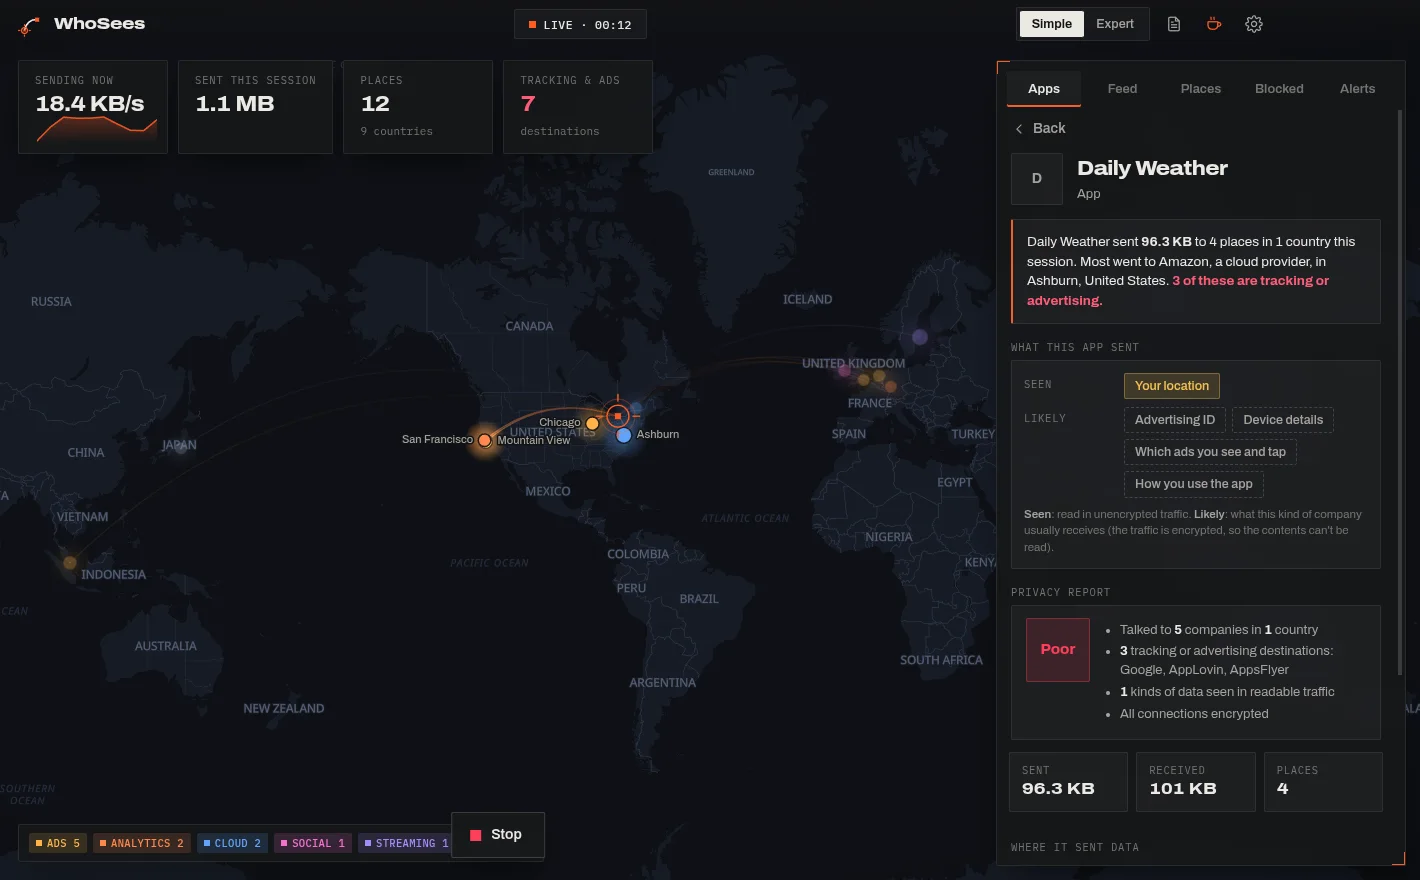 WhoSees
LIVE · 00:12
Simple
Expert
SENDING NOW
18.4 KB/s
SENT THIS SESSION
1.1 MB
PLACES
12
9 countries
TRACKING & ADS
7
destinations
GREENLAND
RUSSIA
CANADA
ICELAND
UNITED KINGDOM
FRANCE
SPAIN
TURKEY
JAPAN
CHINA
VIETNAM
INDONESIA
San Francisco
Mountain View
Chicago
UNITED STATES
Ashburn
MEXICO
EGYPT
ATLANTIC OCEAN
PACIFIC OCEAN
COLOMBIA
NIGERIA
PERU
BRAZIL
AUSTRALIA
SOUTH AFRICA
ARGENTINA
NEW ZEALAND
SOUTHERN
OCEAN
ADS 5
ANALYTICS 2
CLOUD 2
SOCIAL 1
STREAMING 1
Stop
Apps
Feed
Places
Blocked
Alerts
Back
D
Daily Weather
App
Daily Weather sent 96.3 KB to 4 places in 1 country this
session. Most went to Amazon, a cloud provider, in
Ashburn, United States. 3 of these are tracking or
advertising.
WHAT THIS APP SENT
SEEN
Your location
LIKELY
Advertising ID
Device details
Which ads you see and tap
How you use the app
Seen: read in unencrypted traffic. Likely: what this kind of company
usually receives (the traffic is encrypted, so the contents can't be
read).
PRIVACY REPORT
Poor
Talked to 5 companies in 1 country
3 tracking or advertising destinations:
Google, AppLovin, AppsFlyer
1 kinds of data seen in readable traffic
All connections encrypted
SENT
96.3 KB
RECEIVED
101 KB
PLACES
4
WHERE IT SENT DATA